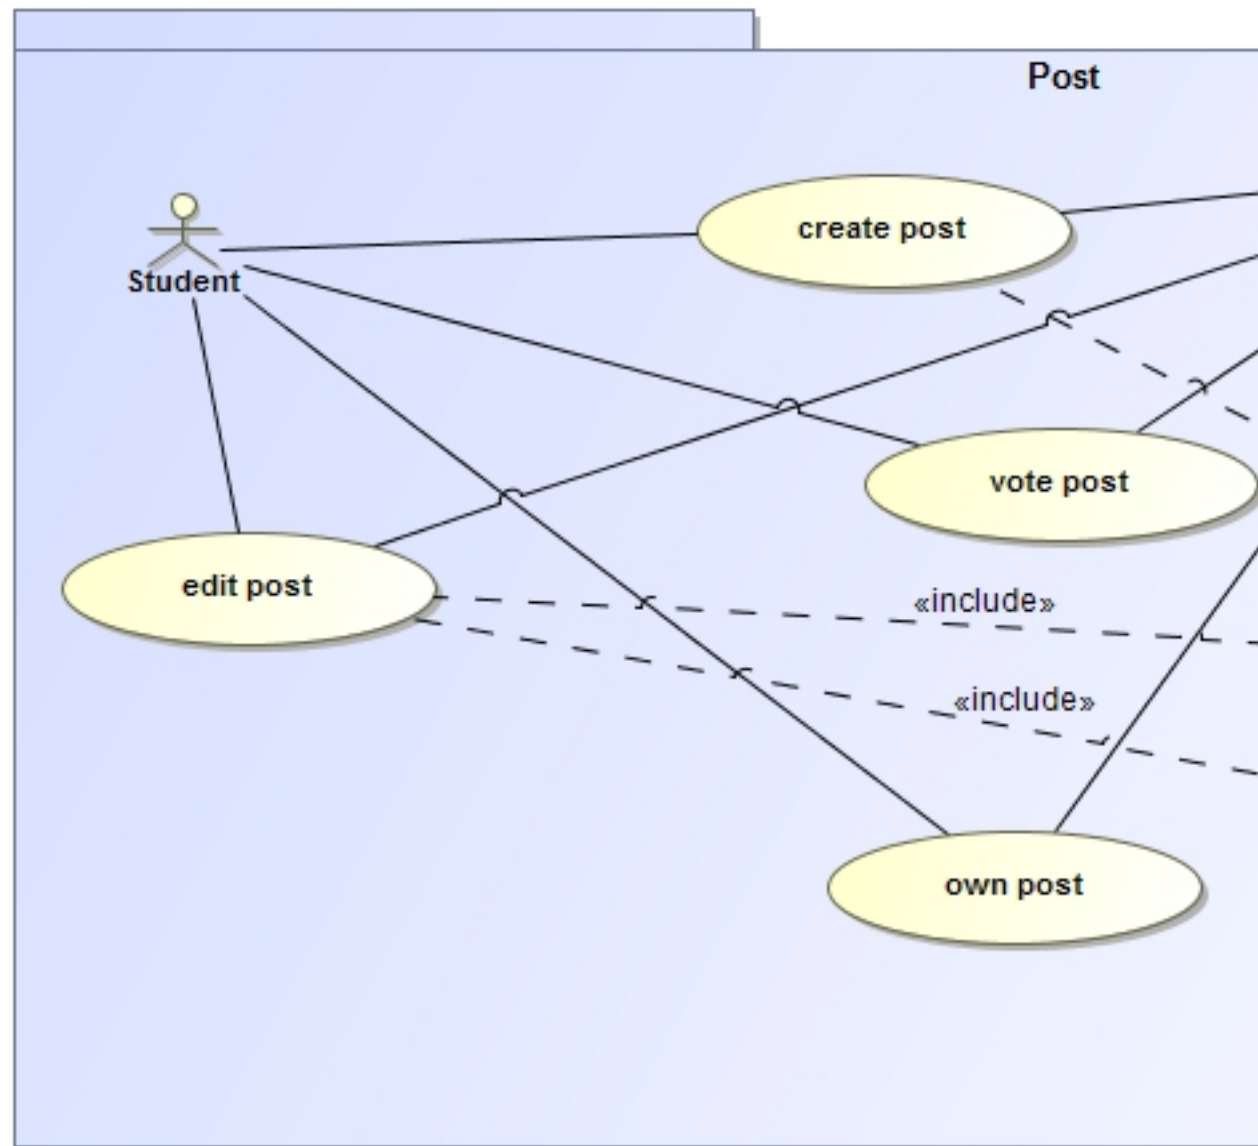 Post
create post
Student
vote post
edit post
«include»
«include»
own post